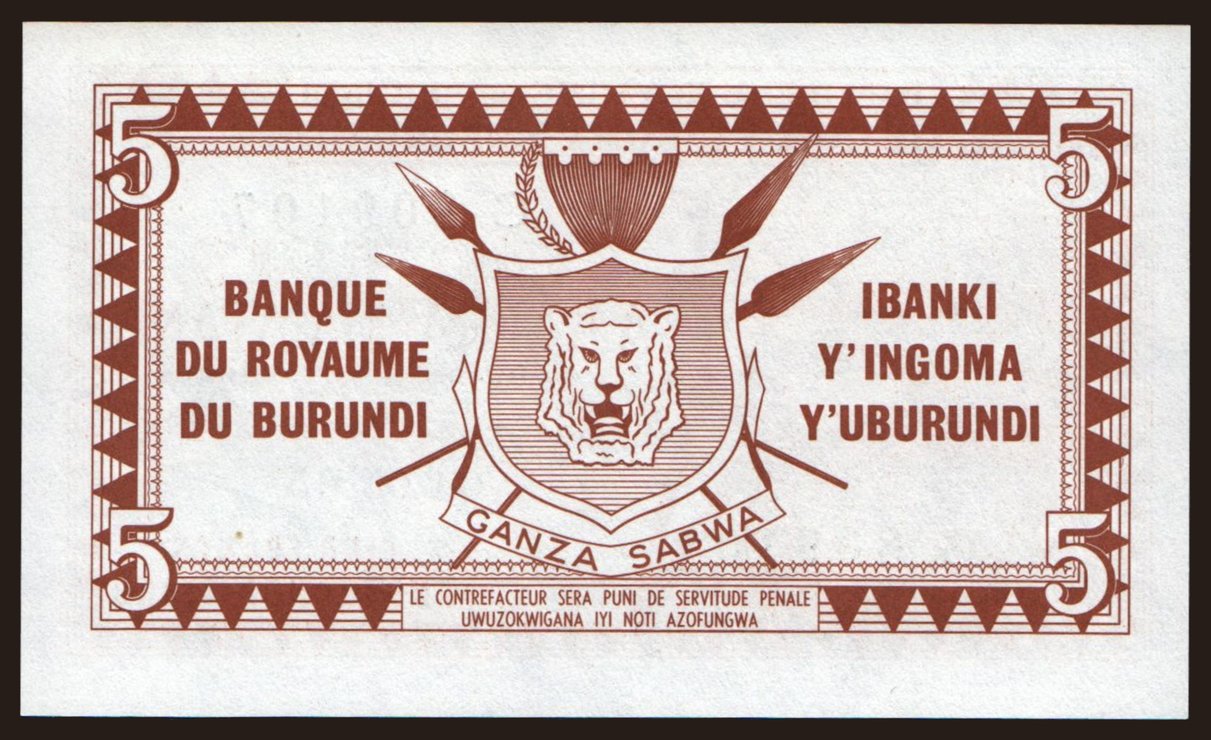 5
5
BANQUE
DU ROYAUME
DU BURUNDI
IBANKI
Y'INGOMA
Y'UBURUNDI
GANZA SABWA
5
5
LE CONTREFACTEUR SERA PUNI DE SERVITUDE PENALE
UWUZOKWIGANA IYI NOTI AZOFUNGWA